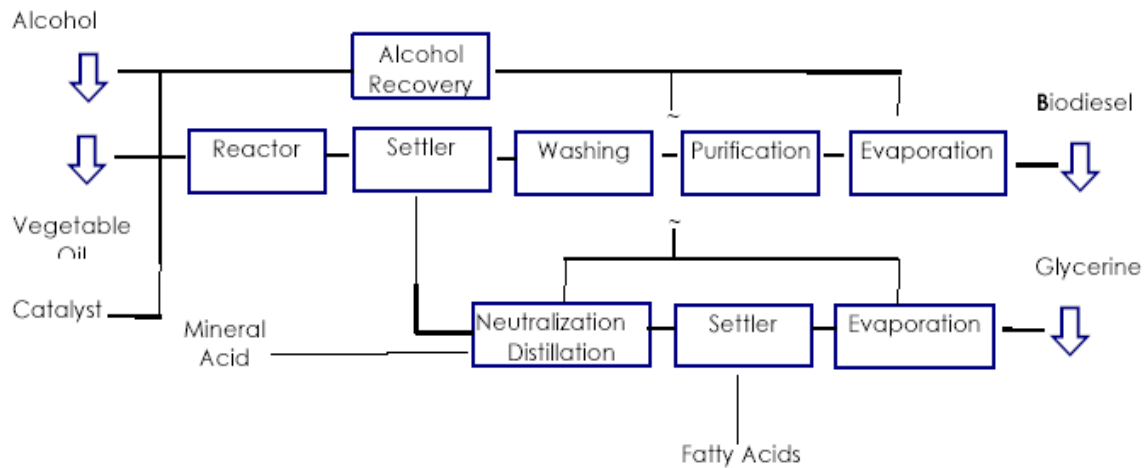 Alcohol
Alcohol
Recovery
Biodiesel
Reactor
Settler
Washing
Purification
Evaporation
Vegetable
Glycerine
Catalyst
Mineral
Acid
Neutralization
Distillation
Settler
Evaporation
Fatty Acids